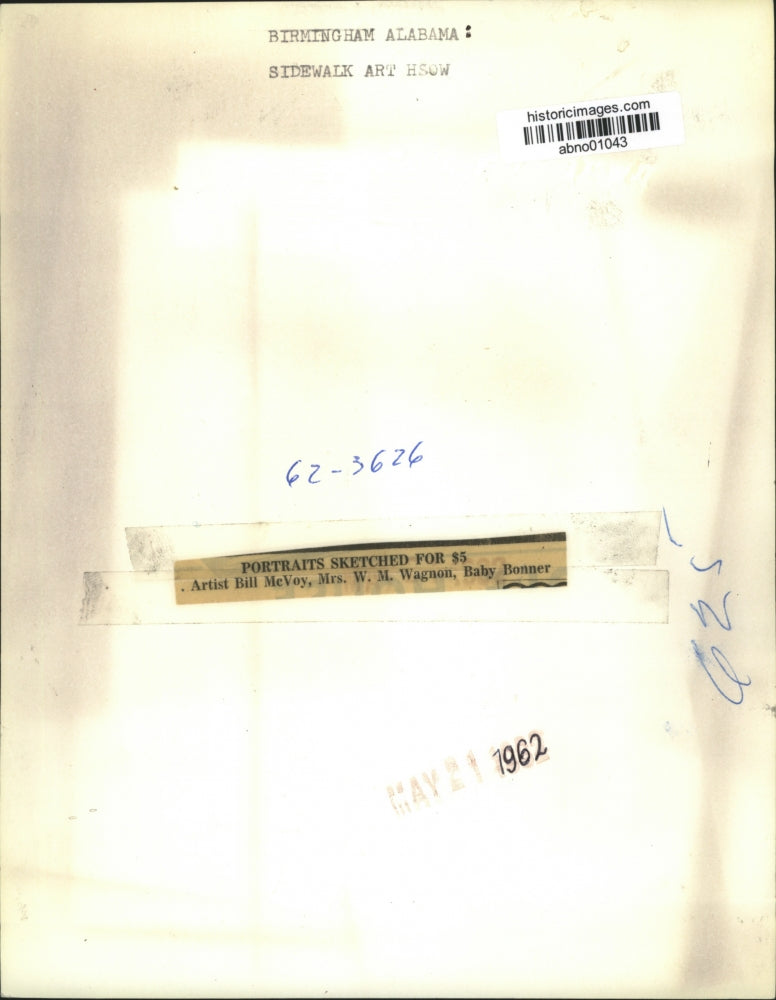 BIRMINGHAM ALABAMA:
SIDEWALK ART HSOW
historicimages.com
abno01043
62-3626
PORTRAITS SKETCHED FOR $5
. Artist Bill McVoy, Mrs. W. M. Wagnon, Baby Bonner
MAY 21 1962